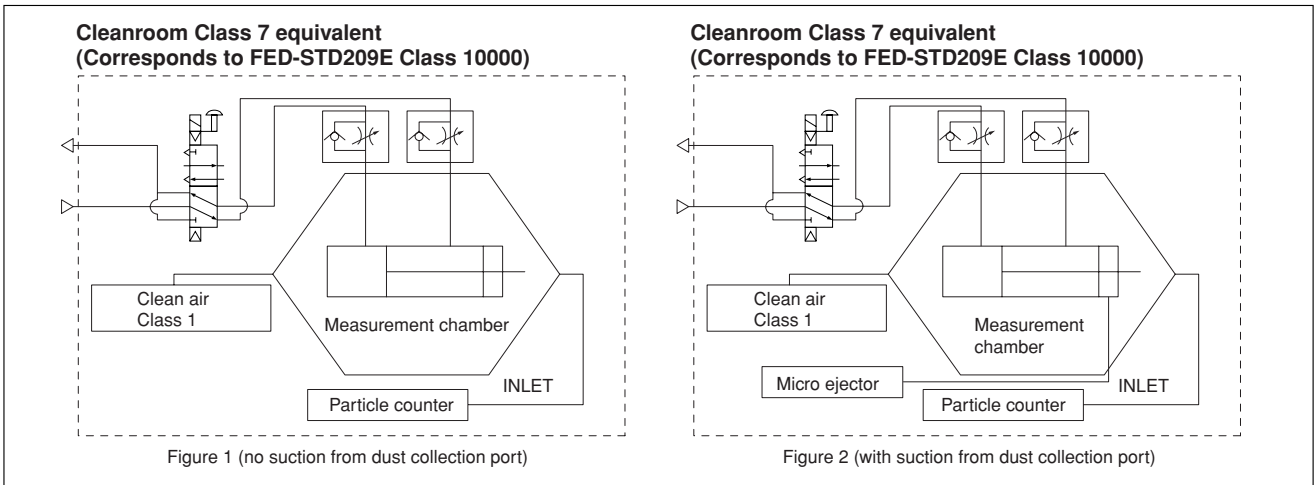 Cleanroom Class 7 equivalent
(Corresponds to FED-STD209E Class 10000)
Clean air
Class 1
Measurement chamber
INLET
Particle counter
Figure 1 (no suction from dust collection port)
Cleanroom Class 7 equivalent
(Corresponds to FED-STD209E Class 10000)
Clean air
Class 1
Measurement
chamber
Micro ejector
INLET
Particle counter
Figure 2 (with suction from dust collection port)